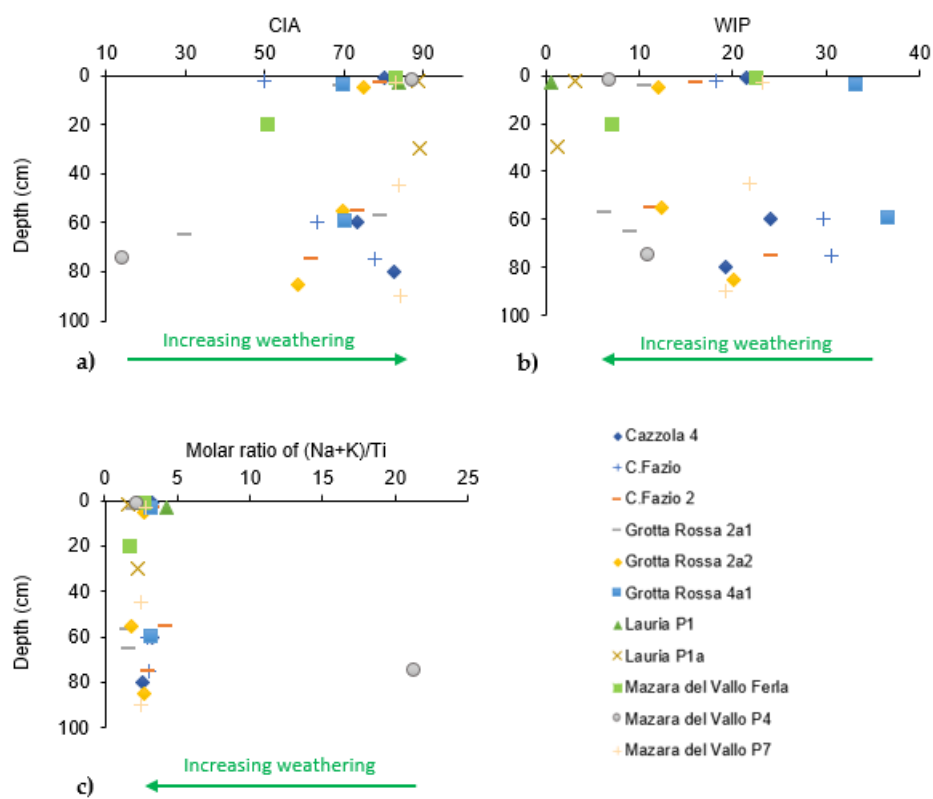 CIA
10 30 50 70 90
0
20
40
60
80
100
Depth (cm)
Increasing weathering
a)
WIP
0 10 20 30 40
0
20
40
60
80
100
Increasing weathering
b)
Molar ratio of (Na+K)/Ti
0 5 10 15 20 25
0
20
40
60
80
100
Depth (cm)
Increasing weathering
c)
Cazzola 4
C.Fazio
C.Fazio 2
Grotta Rossa 2a1
Grotta Rossa 2a2
Grotta Rossa 4a1
Lauria P1
Lauria P1a
Mazara del Vallo Ferla
Mazara del Vallo P4
Mazara del Vallo P7